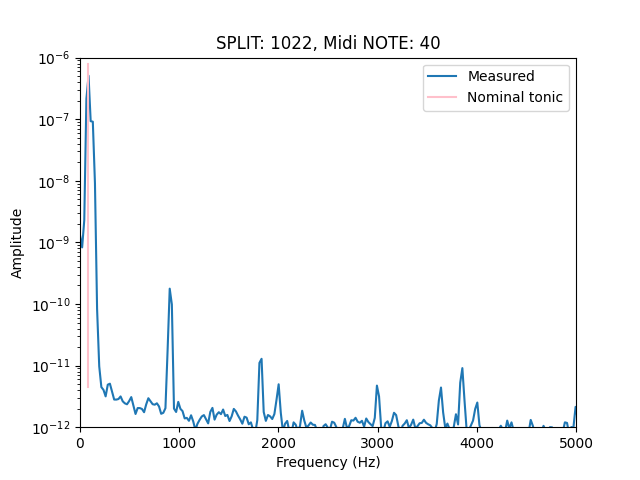 SPLIT: 1022, Midi NOTE: 40
Measured
Nominal tonic
Amplitude
10⁻⁶
10⁻⁷
10⁻⁸
10⁻⁹
10⁻¹⁰
10⁻¹¹
10⁻¹²
0 1000 2000 3000 4000 5000
Frequency (Hz)